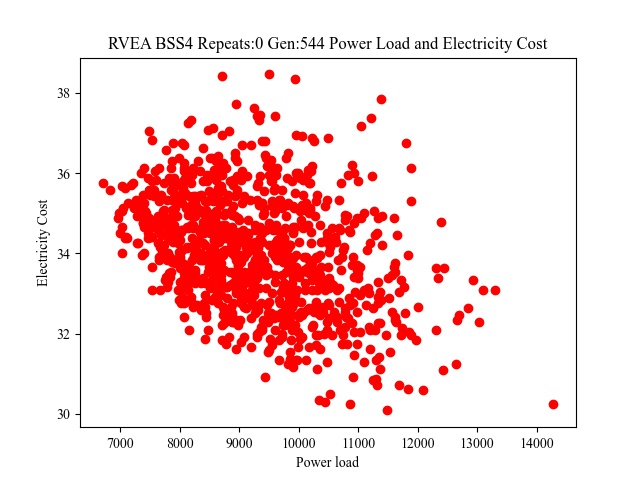 RVEA BSS4 Repeats:0 Gen:544 Power Load and Electricity Cost
38
36
34
32
30
Electricity Cost
7000 8000 9000 10000 11000 12000 13000 14000
Power load